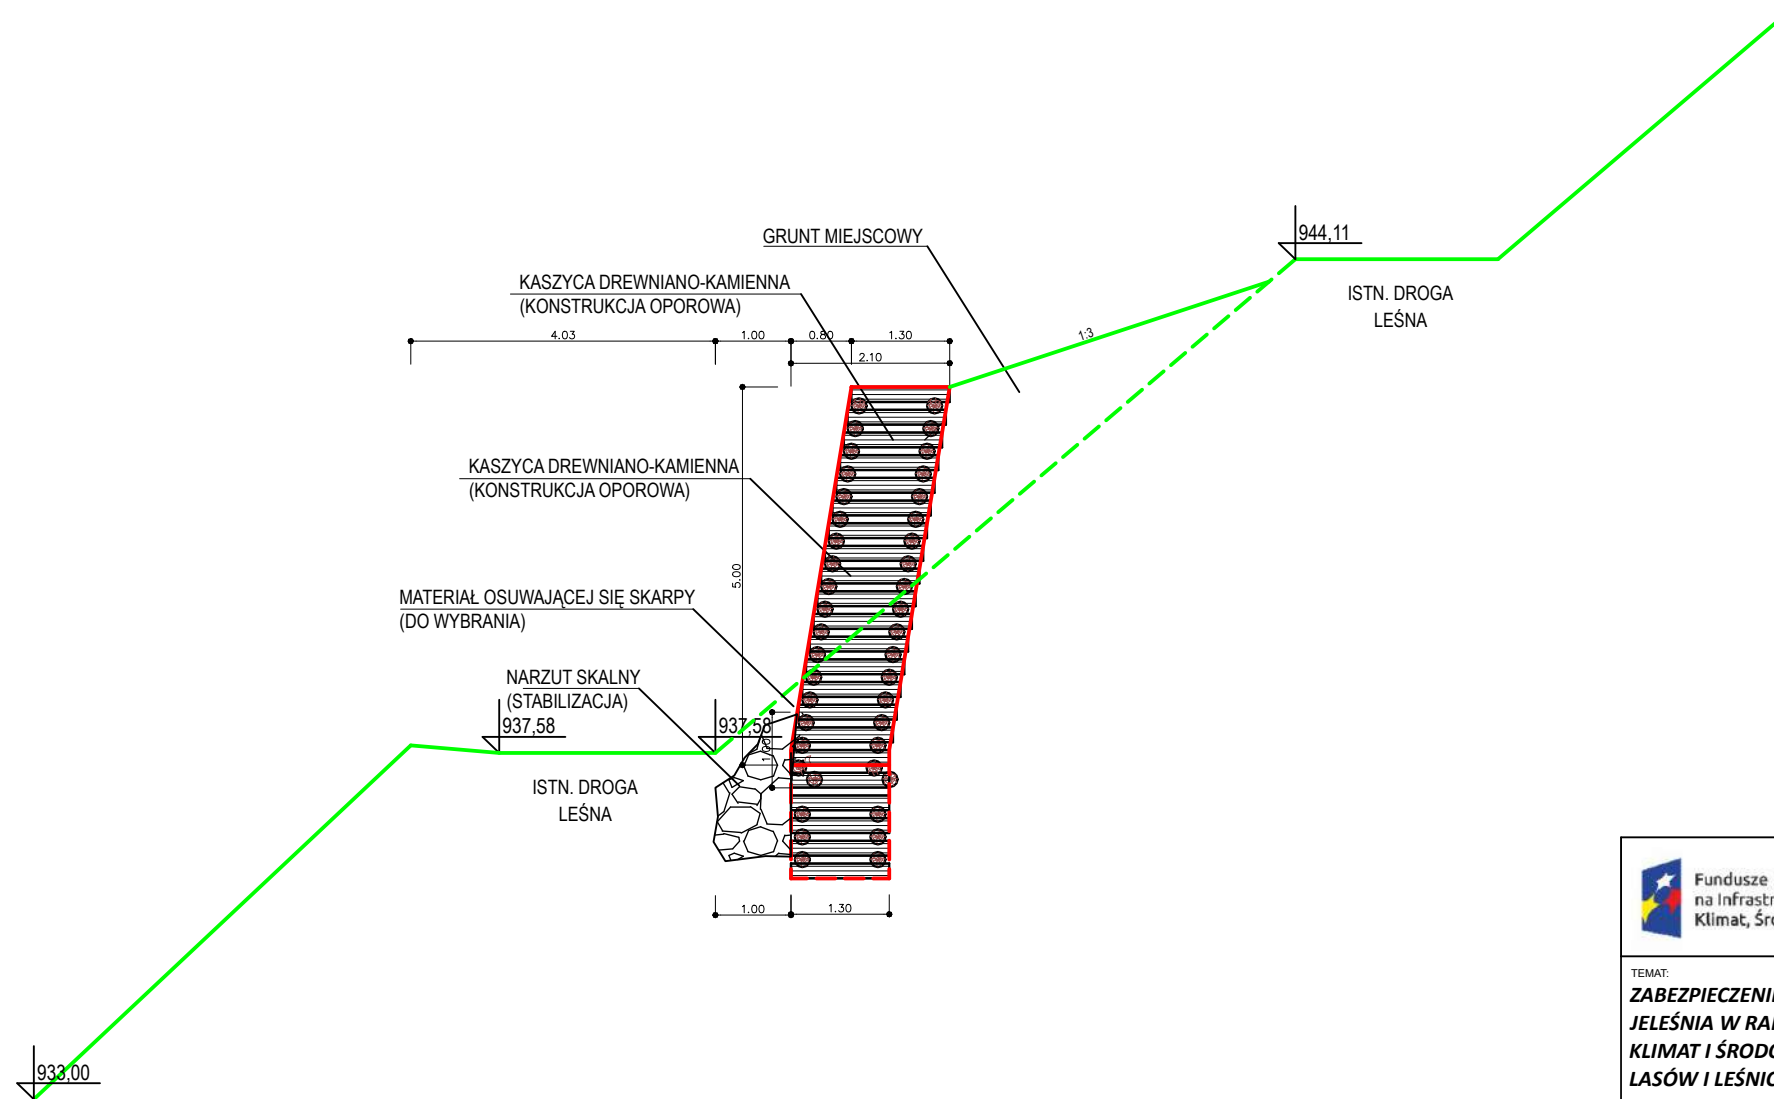 944,11
GRUNT MIEJSCOWY
KASZYCA DREWNIANO-KAMIENNA
(KONSTRUKCJA OPOROWA)
ISTN. DROGA
LEŚNA
4.03
1.00
0.80
1.30
1:3
2.10
KASZYCA DREWNIANO-KAMIENNA
(KONSTRUKCJA OPOROWA)
5.00
MATERIAŁ OSUWAJĄCEJ SIĘ SKARPY
(DO WYBRANIA)
NARZUT SKALNY
(STABILIZACJA)
937,58
937,58
1.00
ISTN. DROGA
LEŚNA
1.00
1.30
933,00
Fundusze
na Infrastr
Klimat, Śro
TEMAT:
ZABEZPIECZENI
JELEŚNIA W RA
KLIMAT I ŚRODO
LASÓW I LEŚNIC